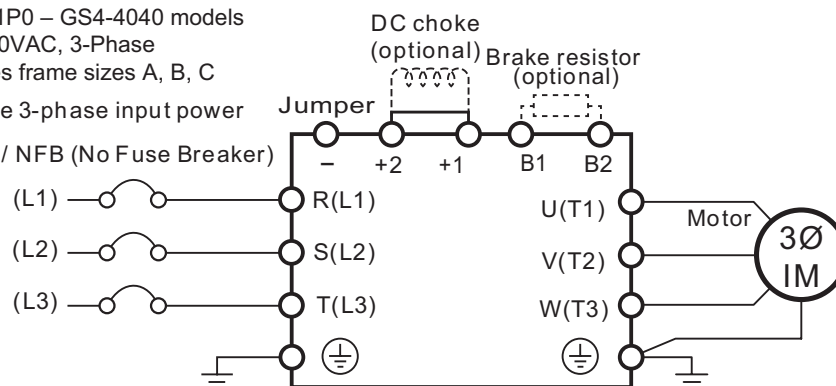 1P0 – GS4-4040 models
0VAC, 3-Phase
s frame sizes A, B, C
e 3-phase input power
/ NFB (No Fuse Breaker)
DC choke
(optional)
Brake resistor
(optional)
Jumper
– +2 +1 B1 B2
(L1) R(L1) U(T1)
(L2) S(L2) V(T2)
(L3) T(L3) W(T3)
Motor
3Ø
IM